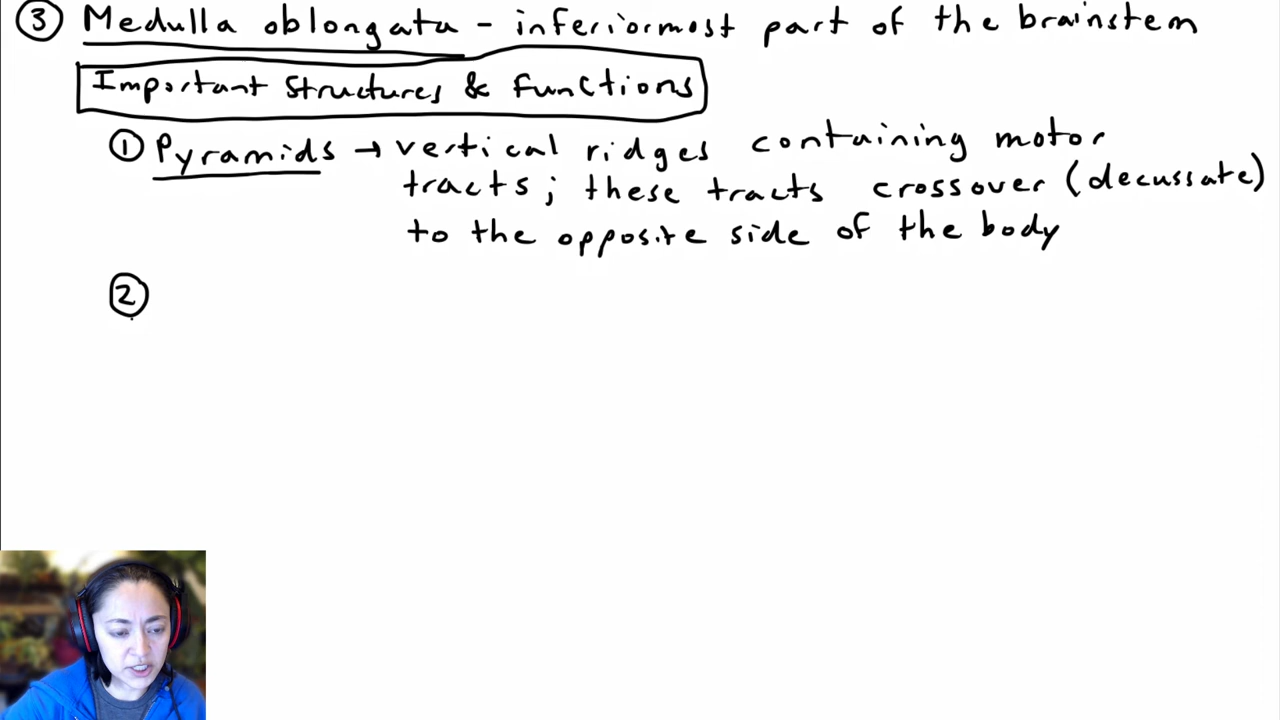 ③ Medulla oblongata - inferiormost part of the brainstem
Important Structures & Functions
① Pyramids → vertical ridges containing motor
tracts; these tracts crossover (decussate)
to the opposite side of the body
②